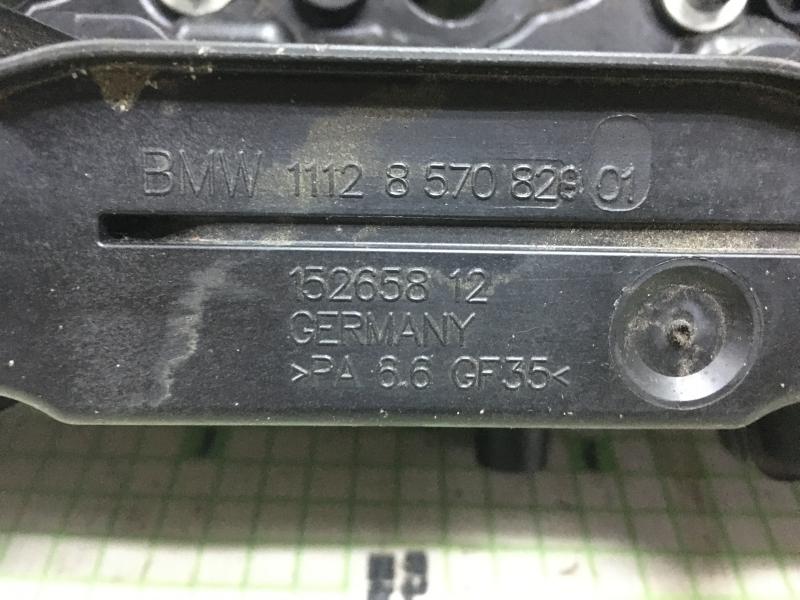 BMW 1112 8 570 829 01
152658 12
GERMANY
>PA 6.6 GF35<